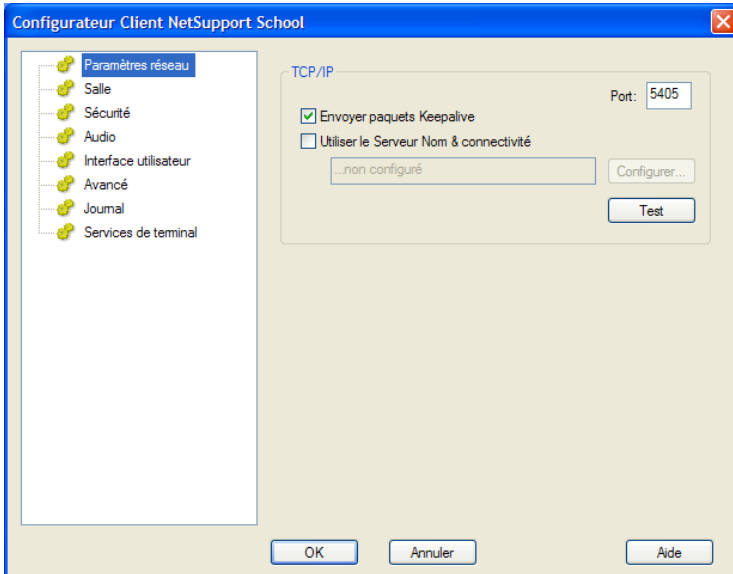 Configurateur Client NetSupport School
Paramètres réseau
Salle
Sécurité
Audio
Interface utilisateur
Avancé
Journal
Services de terminal
TCP/IP
Port: 5405
Envoyer paquets Keepalive
Utiliser le Serveur Nom & connectivité
...non configuré
Configurer...
Test
OK
Annuler
Aide